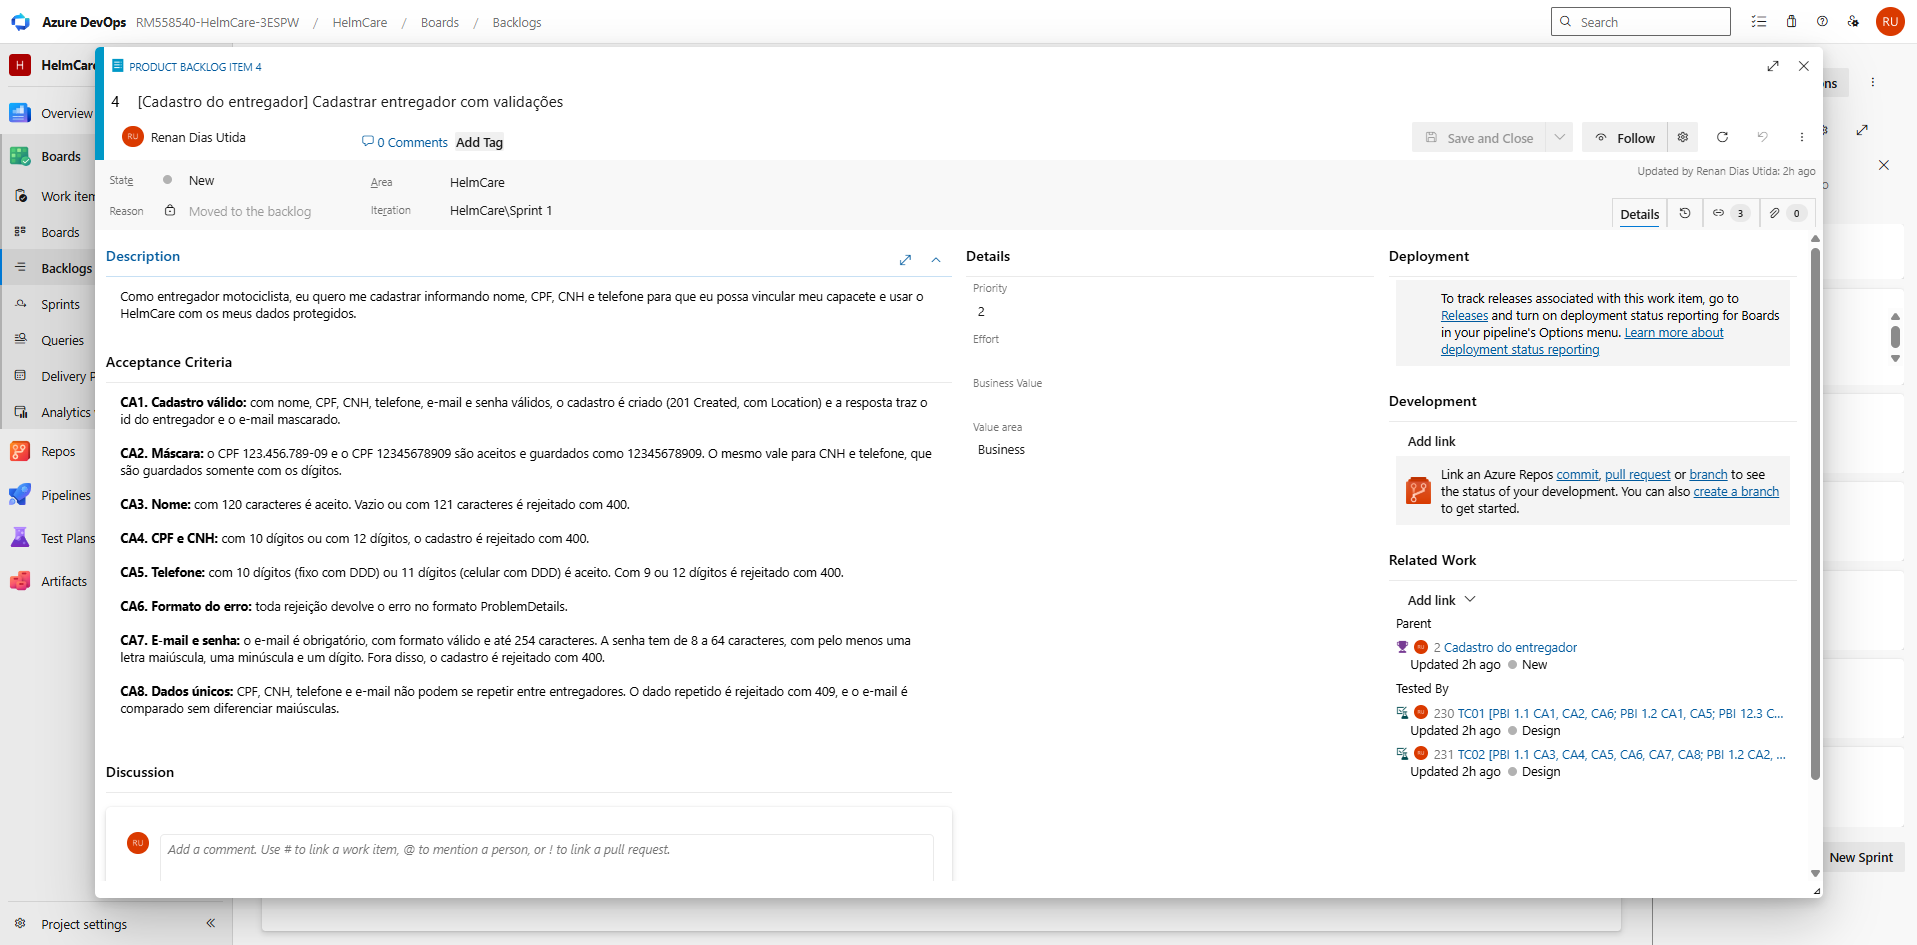 Azure DevOps RM558540-HelmCare-3ESPW / HelmCare / Boards / Backlogs
Search
RU
H HelmCare
PRODUCT BACKLOG ITEM 4
4 [Cadastro do entregador] Cadastrar entregador com validações
RU Renan Dias Utida
0 Comments Add Tag
Save and Close
Follow
State New
Area HelmCare
Updated by Renan Dias Utida: 2h ago
Reason Moved to the backlog
Iteration HelmCare\Sprint 1
Details 3 0
Overview
Boards
Work item
Boards
Backlogs
Sprints
Queries
Delivery P
Analytics
Repos
Pipelines
Test Plans
Artifacts
Project settings
Description
Como entregador motociclista, eu quero me cadastrar informando nome, CPF, CNH e telefone para que eu possa vincular meu capacete e usar o
HelmCare com os meus dados protegidos.
Acceptance Criteria
CA1. Cadastro válido: com nome, CPF, CNH, telefone, e-mail e senha válidos, o cadastro é criado (201 Created, com Location) e a resposta traz o
id do entregador e o e-mail mascarado.
CA2. Máscara: o CPF 123.456.789-09 e o CPF 12345678909 são aceitos e guardados como 12345678909. O mesmo vale para CNH e telefone, que
são guardados somente com os dígitos.
CA3. Nome: com 120 caracteres é aceito. Vazio ou com 121 caracteres é rejeitado com 400.
CA4. CPF e CNH: com 10 dígitos ou com 12 dígitos, o cadastro é rejeitado com 400.
CA5. Telefone: com 10 dígitos (fixo com DDD) ou 11 dígitos (celular com DDD) é aceito. Com 9 ou 12 dígitos é rejeitado com 400.
CA6. Formato do erro: toda rejeição devolve o erro no formato ProblemDetails.
CA7. E-mail e senha: o e-mail é obrigatório, com formato válido e até 254 caracteres. A senha tem de 8 a 64 caracteres, com pelo menos uma
letra maiúscula, uma minúscula e um dígito. Fora disso, o cadastro é rejeitado com 400.
CA8. Dados únicos: CPF, CNH, telefone e e-mail não podem se repetir entre entregadores. O dado repetido é rejeitado com 409, e o e-mail é
comparado sem diferenciar maiúsculas.
Discussion
RU
Add a comment. Use # to link a work item, @ to mention a person, or ! to link a pull request.
Details
Priority
2
Effort
Business Value
Value area
Business
Deployment
To track releases associated with this work item, go to
Releases and turn on deployment status reporting for Boards
in your pipeline's Options menu. Learn more about
deployment status reporting
Development
Add link
Link an Azure Repos commit, pull request or branch to see
the status of your development. You can also create a branch
to get started.
Related Work
Add link
Parent
RU 2 Cadastro do entregador
Updated 2h ago New
Tested By
RU 230 TC01 [PBI 1.1 CA1, CA2, CA6; PBI 1.2 CA1, CA5; PBI 12.3 C...
Updated 2h ago Design
RU 231 TC02 [PBI 1.1 CA3, CA4, CA5, CA6, CA7, CA8; PBI 1.2 CA2, ...
Updated 2h ago Design
ns
New Sprint